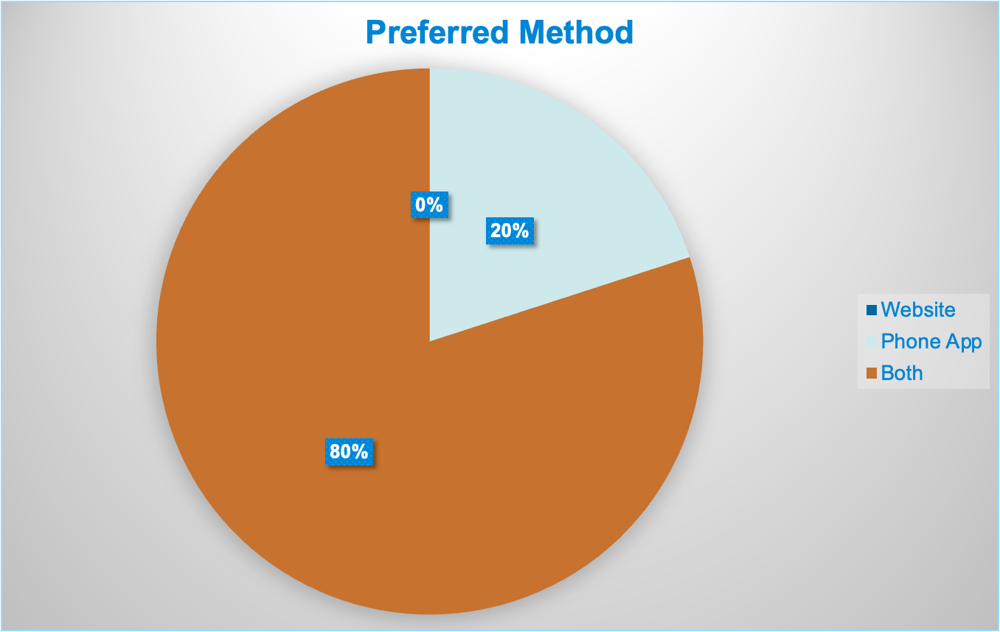 Preferred Method
0%
20%
80%
Website
Phone App
Both